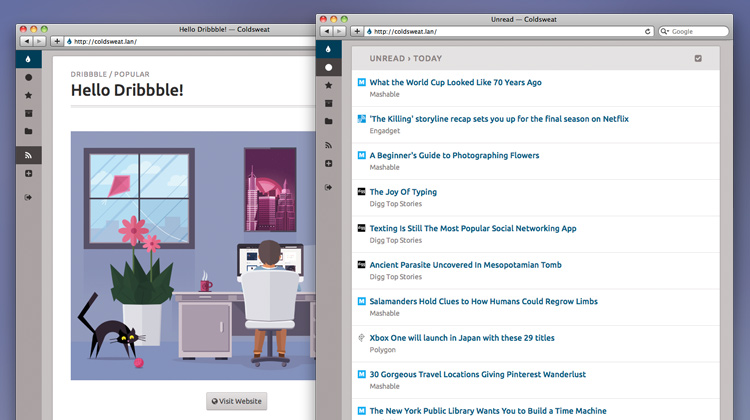 Hello Dribbble! — Coldsweat
http://coldsweat.lan/
DRIBBBLE / POPULAR
Hello Dribbble!
Visit Website
Unread — Coldsweat
http://coldsweat.lan/
Google
UNREAD › TODAY
What the World Cup Looked Like 70 Years Ago
Mashable
'The Killing' storyline recap sets you up for the final season on Netflix
Engadget
A Beginner's Guide to Photographing Flowers
Mashable
The Joy Of Typing
Digg Top Stories
Texting Is Still The Most Popular Social Networking App
Digg Top Stories
Ancient Parasite Uncovered In Mesopotamian Tomb
Digg Top Stories
Salamanders Hold Clues to How Humans Could Regrow Limbs
Mashable
Xbox One will launch in Japan with these 29 titles
Polygon
30 Gorgeous Travel Locations Giving Pinterest Wanderlust
Mashable
The New York Public Library Wants You to Build a Time Machine